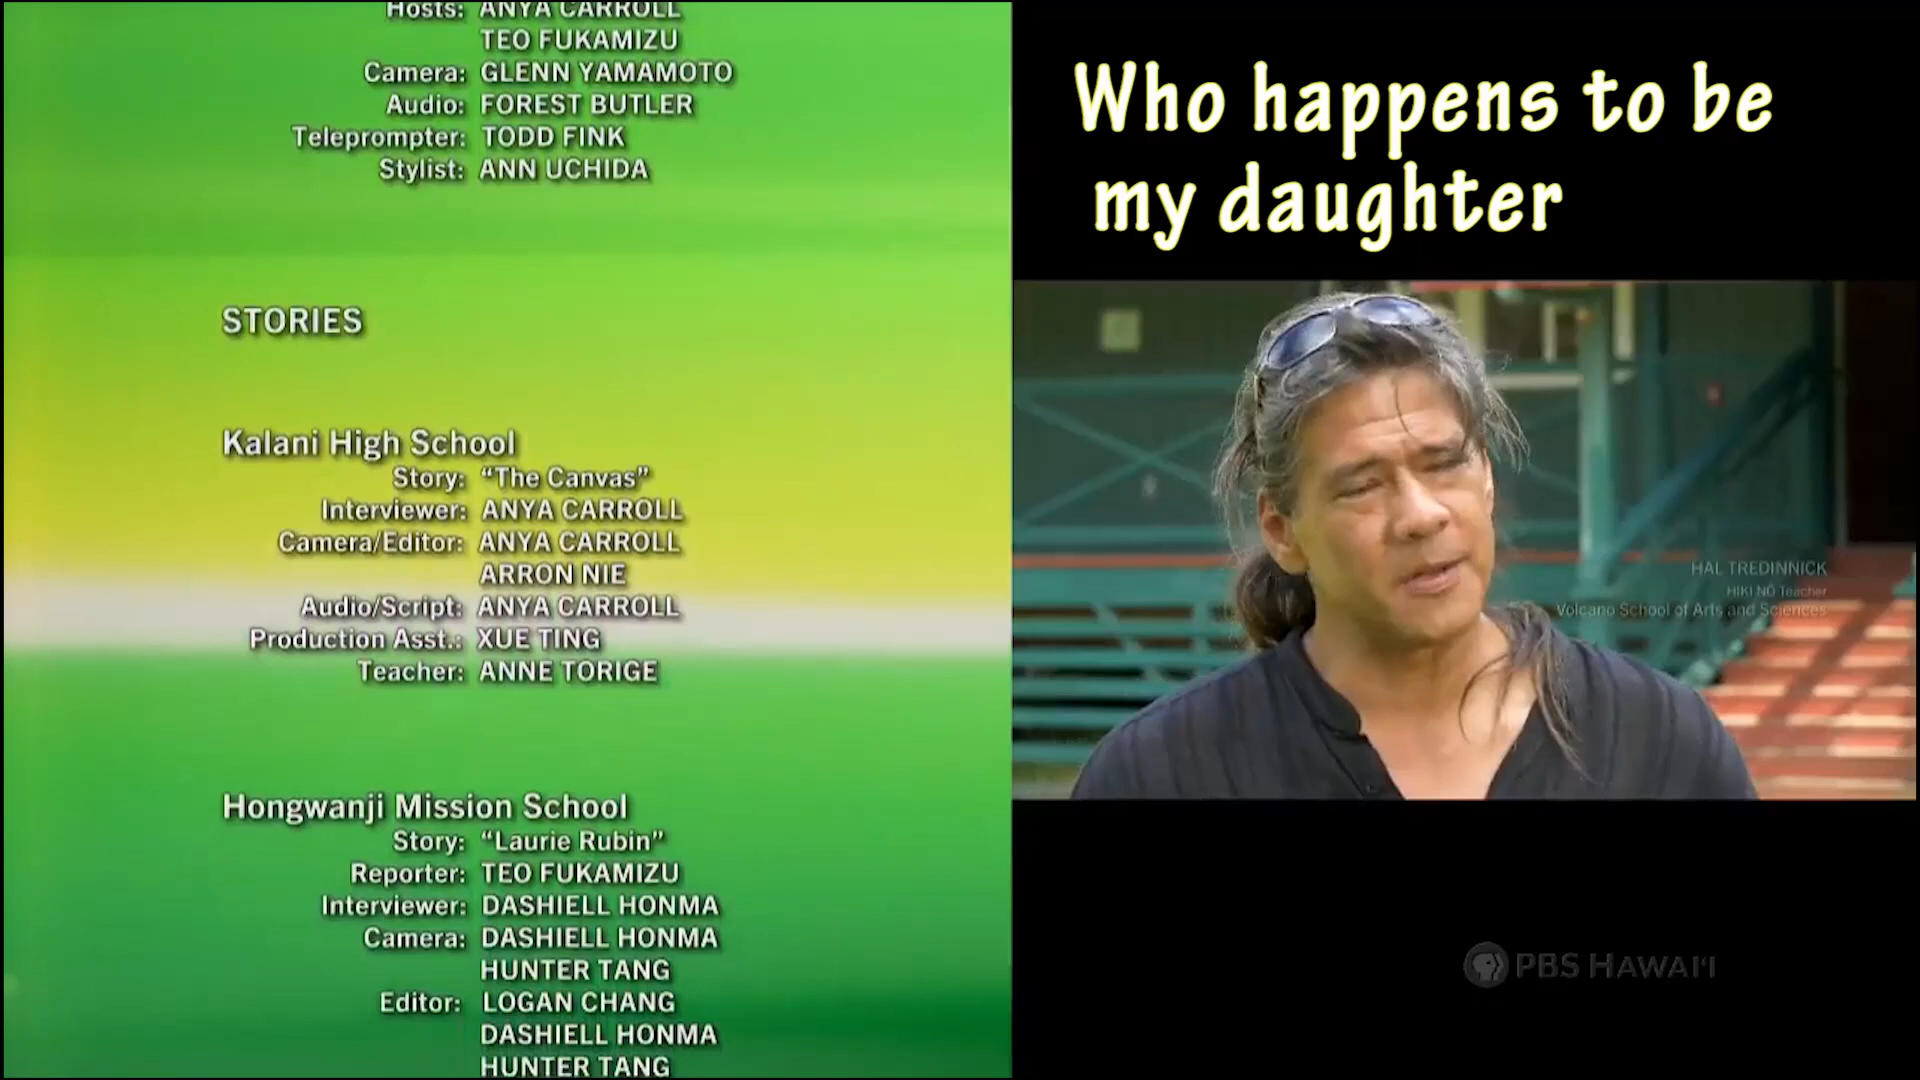 Hosts: ANYA CARROLL
TEO FUKAMIZU
Camera: GLENN YAMAMOTO
Audio: FOREST BUTLER
Teleprompter: TODD FINK
Stylist: ANN UCHIDA
STORIES
Kalani High School
Story: “The Canvas”
Interviewer: ANYA CARROLL
Camera/Editor: ANYA CARROLL
ARRON NIE
Audio/Script: ANYA CARROLL
Production Asst.: XUE TING
Teacher: ANNE TORIGE
Hongwanji Mission School
Story: “Laurie Rubin”
Reporter: TEO FUKAMIZU
Interviewer: DASHIELL HONMA
Camera: DASHIELL HONMA
HUNTER TANG
Editor: LOGAN CHANG
DASHIELL HONMA
HUNTER TANG
Who happens to be
my daughter
HAL TREDINNICK
HIKI NŌ Teacher
Volcano School of Arts and Sciences
PBS HAWAIʻI